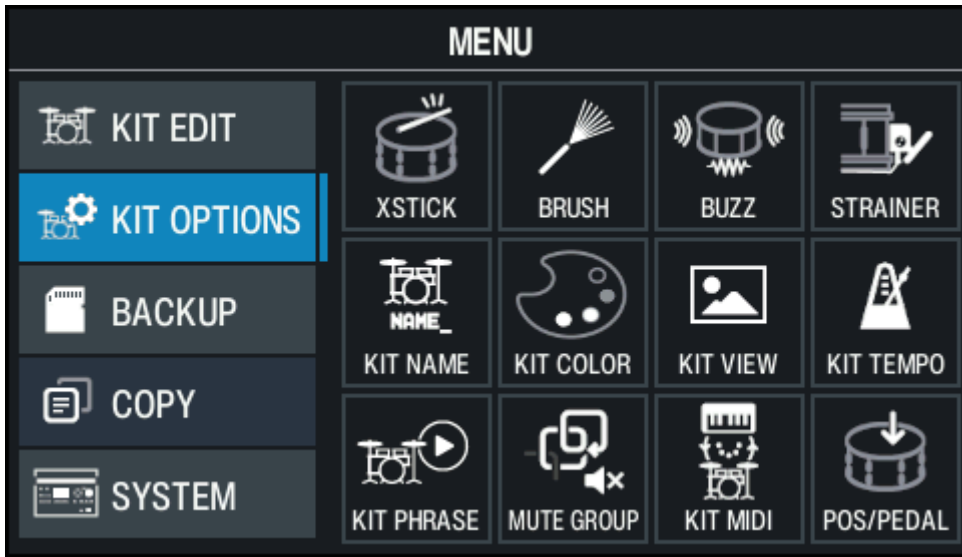 MENU
KIT EDIT
KIT OPTIONS
BACKUP
COPY
SYSTEM
XSTICK
BRUSH
BUZZ
STRAINER
NAME_
KIT NAME
KIT COLOR
KIT VIEW
KIT TEMPO
KIT PHRASE
MUTE GROUP
KIT MIDI
POS/PEDAL